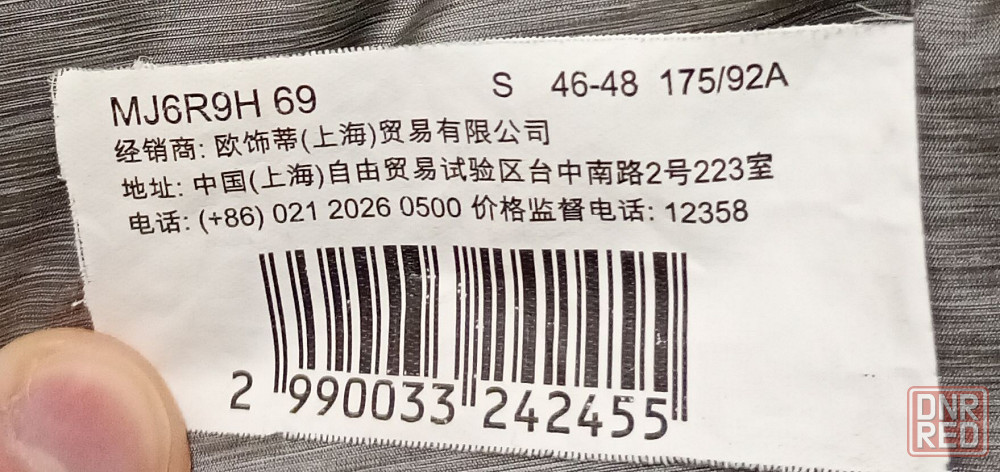 MJ6R9H 69 S 46-48 175/92A
经销商: 欧饰蒂(上海)贸易有限公司
地址: 中国(上海)自由贸易试验区台中南路2号223室
电话: (+86) 021 2026 0500 价格监督电话: 12358
2 990033 242455
DNR
RED